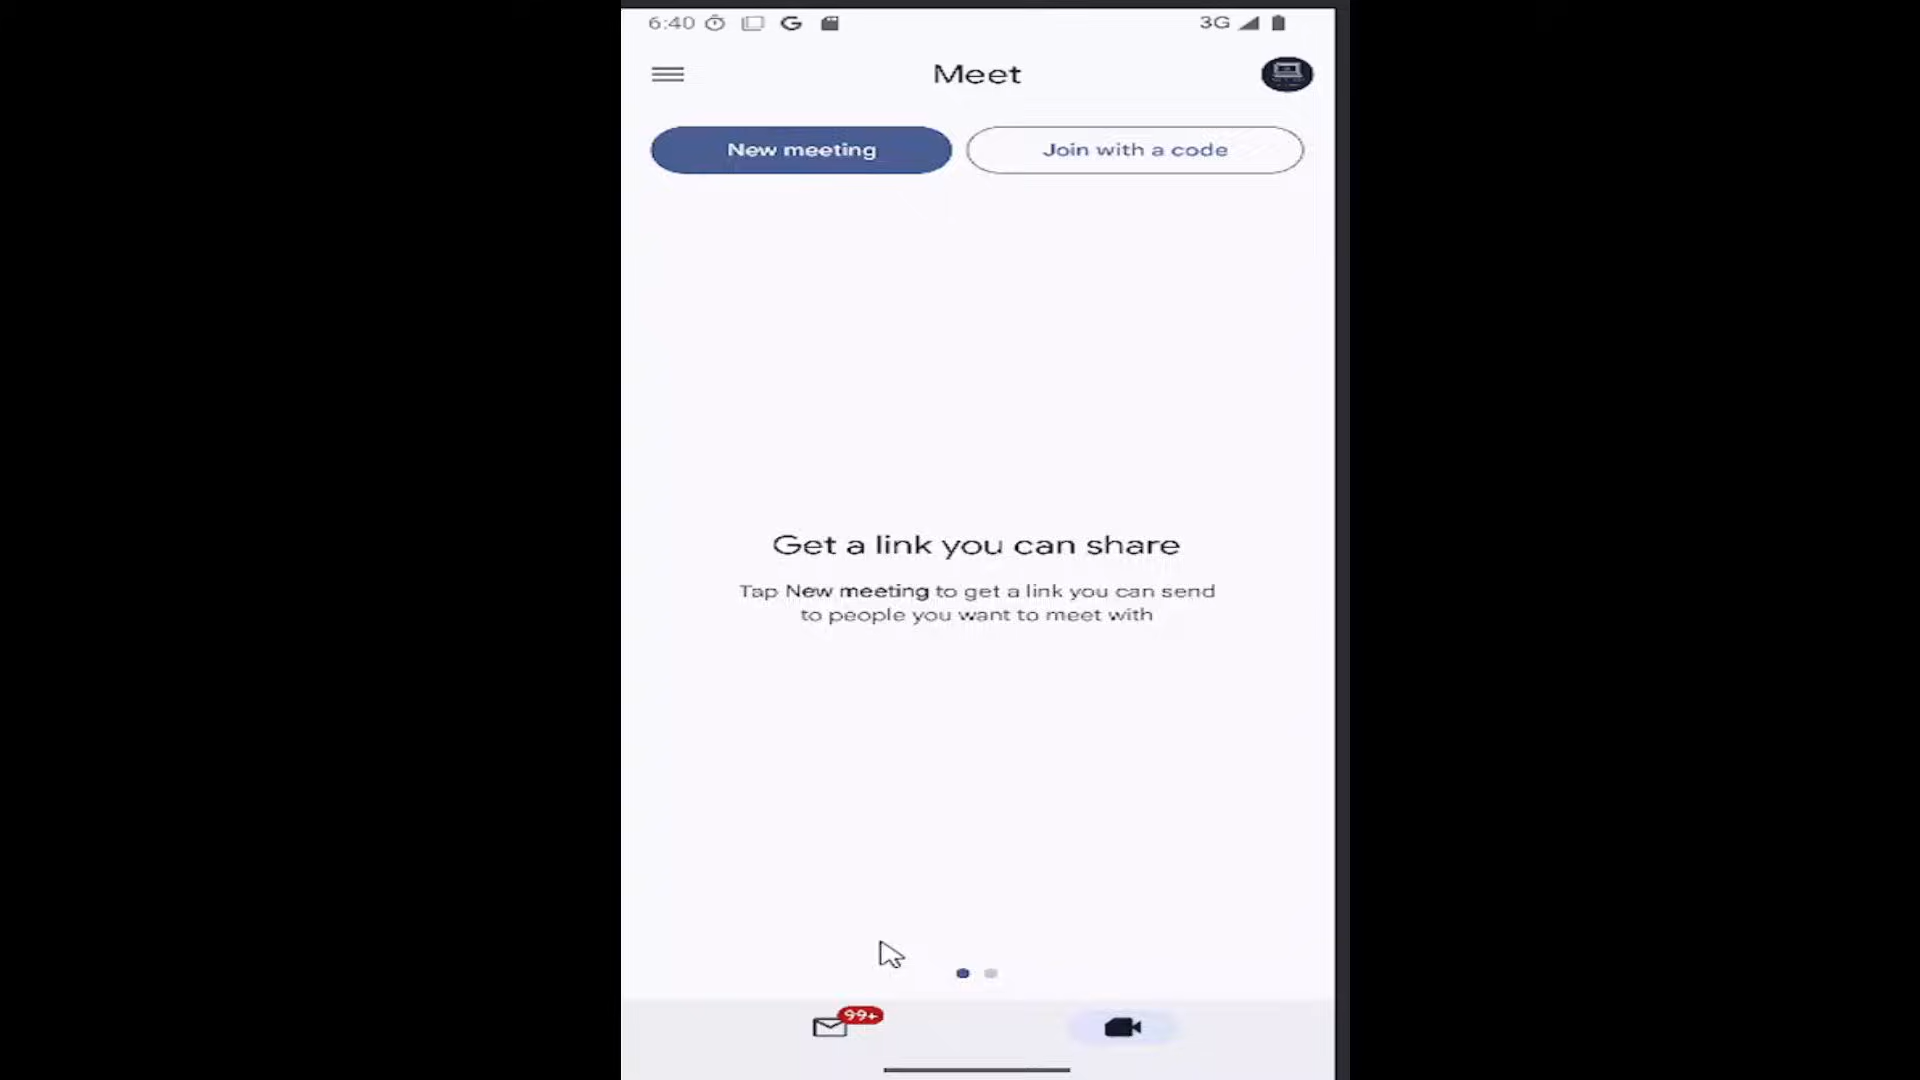 6:40
3G
Meet
New meeting
Join with a code
Get a link you can share
Tap New meeting to get a link you can send
to people you want to meet with
99+